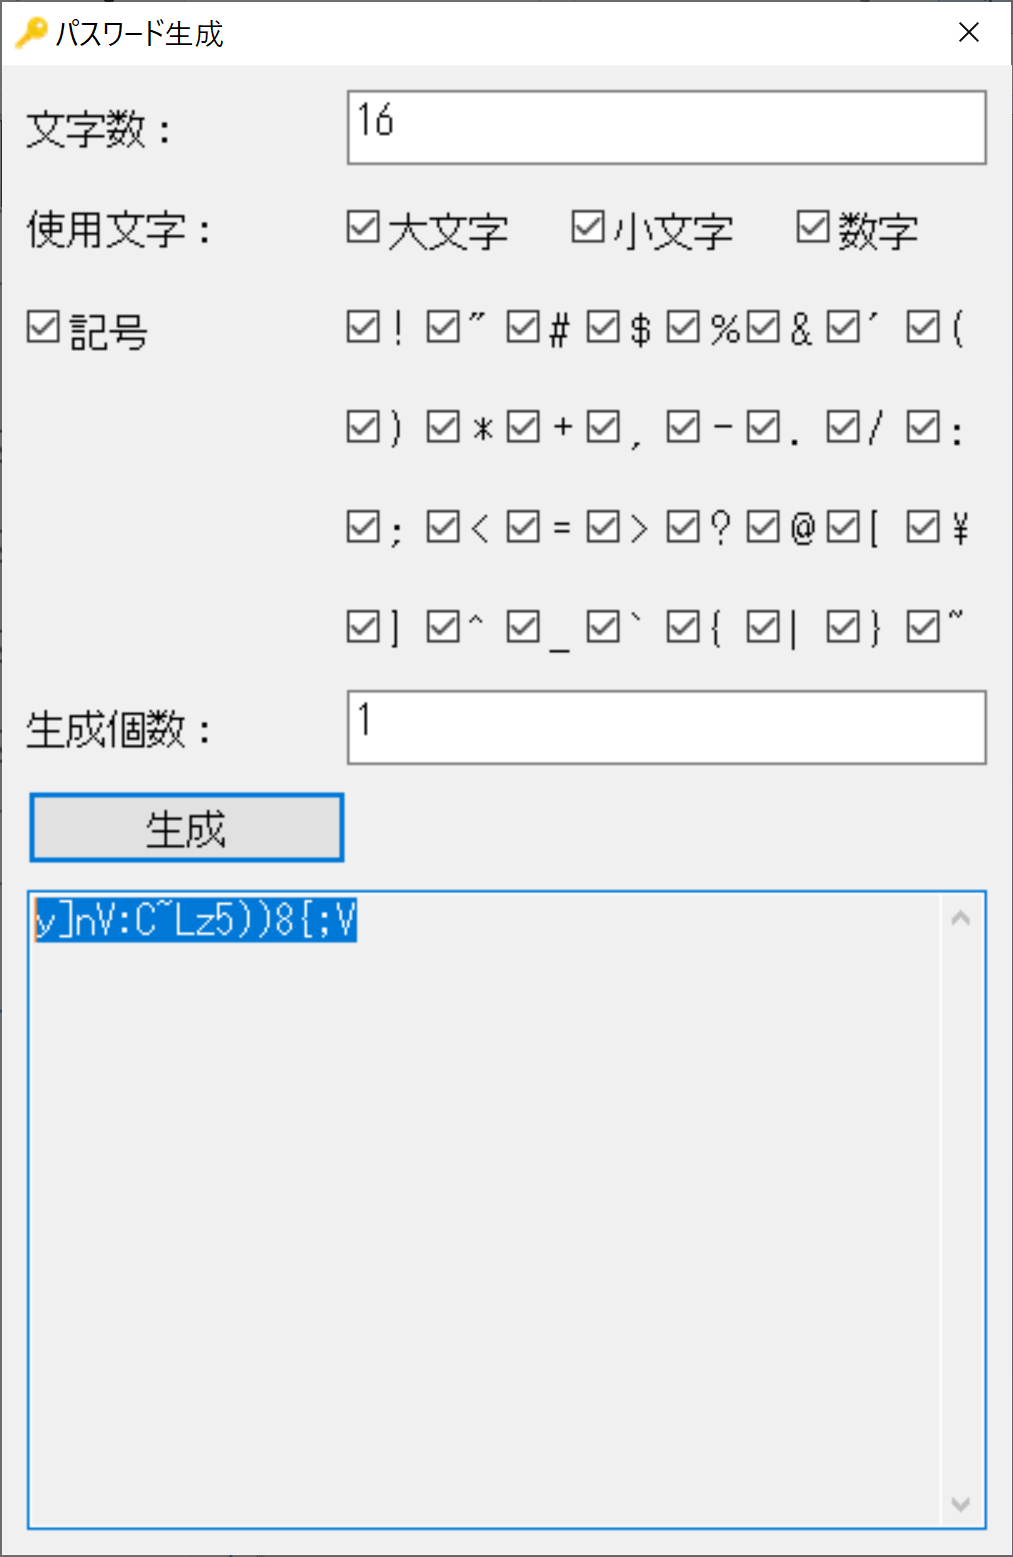 パスワード生成
文字数： 16
使用文字： 大文字 小文字 数字
記号 ! " # $ % & ' (
) * + , - . / :
; < = > ? @ [ ¥
] ^ _ ` { | } ~
生成個数： 1
生成
y]nV:C~Lz5))8{;V